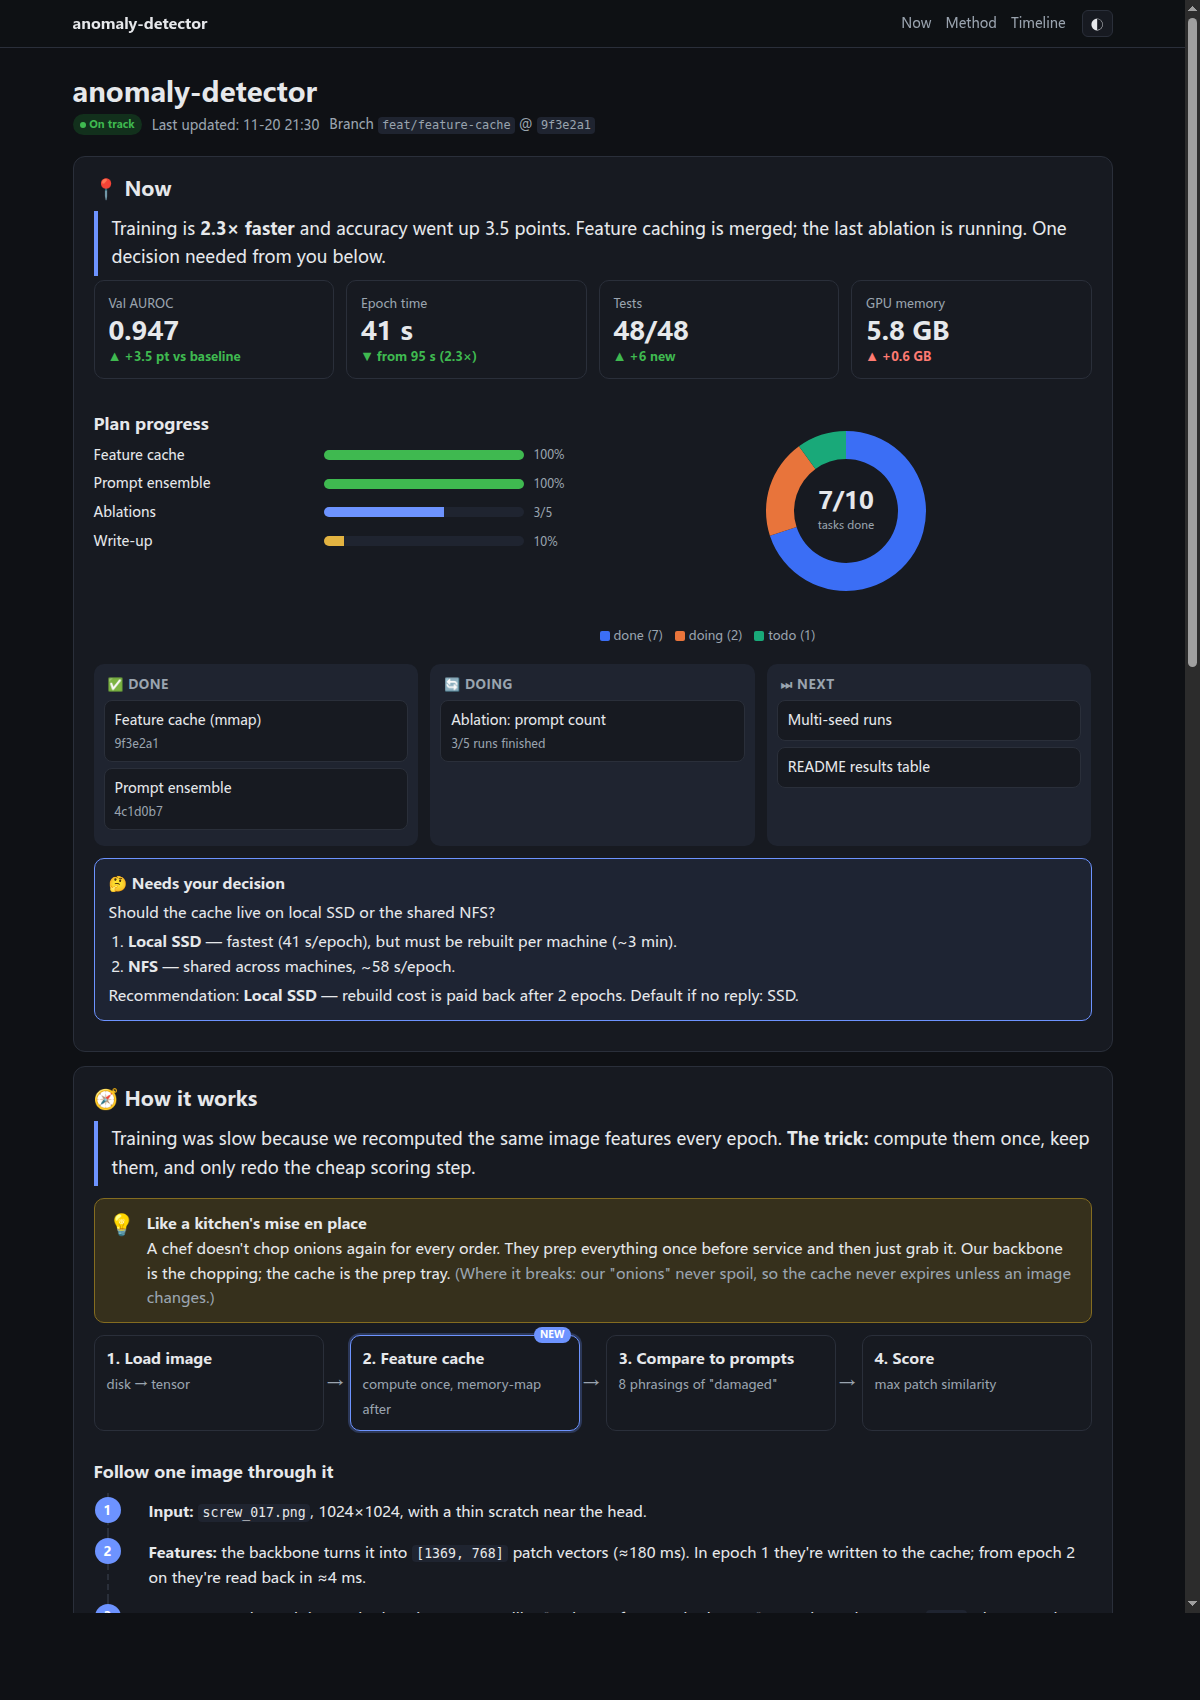 anomaly-detector
Now Method Timeline
anomaly-detector
On track Last updated: 11-20 21:30 Branch feat/feature-cache @ 9f3e2a1
📍 Now
Training is 2.3× faster and accuracy went up 3.5 points. Feature caching is merged; the last ablation is running. One
decision needed from you below.
Val AUROC
0.947
▲ +3.5 pt vs baseline
Epoch time
41 s
▼ from 95 s (2.3×)
Tests
48/48
▲ +6 new
GPU memory
5.8 GB
▲ +0.6 GB
Plan progress
Feature cache 100%
Prompt ensemble 100%
Ablations 3/5
Write-up 10%
7/10
tasks done
done (7) doing (2) todo (1)
✅ DONE
Feature cache (mmap)
9f3e2a1
Prompt ensemble
4c1d0b7
🔄 DOING
Ablation: prompt count
3/5 runs finished
⏭ NEXT
Multi-seed runs
README results table
🤔 Needs your decision
Should the cache live on local SSD or the shared NFS?
1. Local SSD — fastest (41 s/epoch), but must be rebuilt per machine (~3 min).
2. NFS — shared across machines, ~58 s/epoch.
Recommendation: Local SSD — rebuild cost is paid back after 2 epochs. Default if no reply: SSD.
🧭 How it works
Training was slow because we recomputed the same image features every epoch. The trick: compute them once, keep
them, and only redo the cheap scoring step.
💡 Like a kitchen's mise en place
A chef doesn't chop onions again for every order. They prep everything once before service and then just grab it. Our backbone
is the chopping; the cache is the prep tray. (Where it breaks: our "onions" never spoil, so the cache never expires unless an image
changes.)
1. Load image
disk → tensor
→
NEW
2. Feature cache
compute once, memory-map
after
→
3. Compare to prompts
8 phrasings of "damaged"
→
4. Score
max patch similarity
Follow one image through it
1 Input: screw_017.png, 1024×1024, with a thin scratch near the head.
2 Features: the backbone turns it into [1369, 768] patch vectors (≈180 ms). In epoch 1 they're written to the cache; from epoch 2
on they're read back in ≈4 ms.